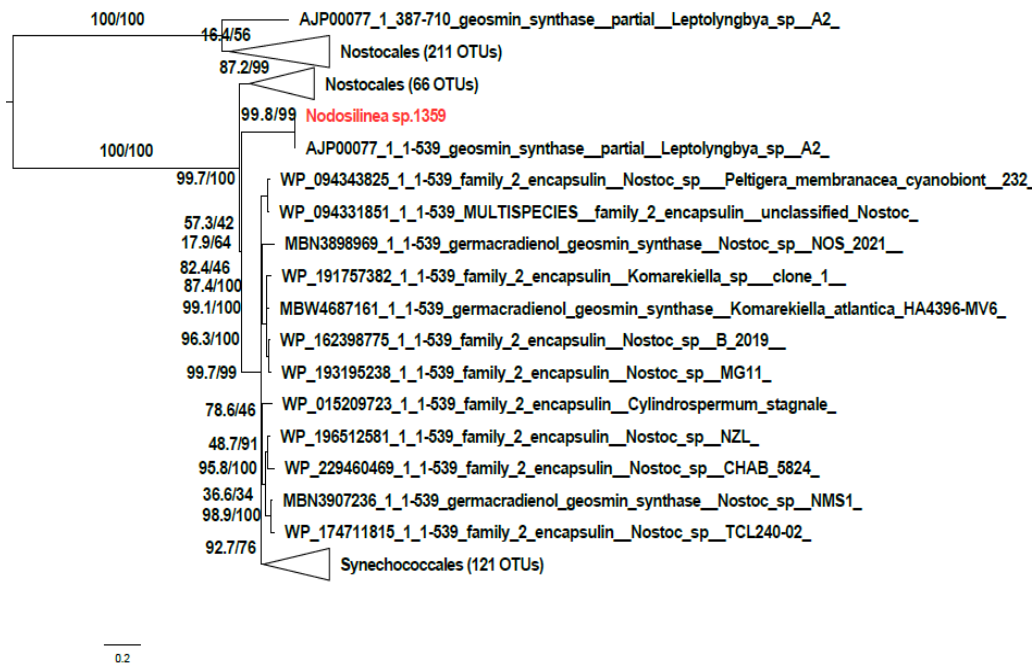 100/100
AJP00077_1_387-710_geosmin_synthase__partial__Leptolyngbya_sp__A2_
16.4/56
Nostocales (211 OTUs)
87.2/99
Nostocales (66 OTUs)
99.8/99
Nodosilinea sp.1359
100/100
AJP00077_1_1-539_geosmin_synthase__partial__Leptolyngbya_sp__A2_
99.7/100
WP_094343825_1_1-539_family_2_encapsulin__Nostoc_sp___Peltigera_membranacea_cyanobiont__232_
WP_094331851_1_1-539_MULTISPECIES__family_2_encapsulin__unclassified_Nostoc_
57.3/42
17.9/64
MBN3898969_1_1-539_germacradienol_geosmin_synthase__Nostoc_sp__NOS_2021__
82.4/46
WP_191757382_1_1-539_family_2_encapsulin__Komarekiella_sp___clone_1__
87.4/100
99.1/100
MBW4687161_1_1-539_germacradienol_geosmin_synthase__Komarekiella_atlantica_HA4396-MV6_
96.3/100
WP_162398775_1_1-539_family_2_encapsulin__Nostoc_sp__B_2019__
99.7/99
WP_193195238_1_1-539_family_2_encapsulin__Nostoc_sp__MG11_
78.6/46
WP_015209723_1_1-539_family_2_encapsulin__Cylindrospermum_stagnale_
48.7/91
WP_196512581_1_1-539_family_2_encapsulin__Nostoc_sp__NZL_
95.8/100
WP_229460469_1_1-539_family_2_encapsulin__Nostoc_sp__CHAB_5824_
36.6/34
MBN3907236_1_1-539_germacradienol_geosmin_synthase__Nostoc_sp__NMS1_
98.9/100
WP_174711815_1_1-539_family_2_encapsulin__Nostoc_sp__TCL240-02_
92.7/76
Synechococcales (121 OTUs)
0.2